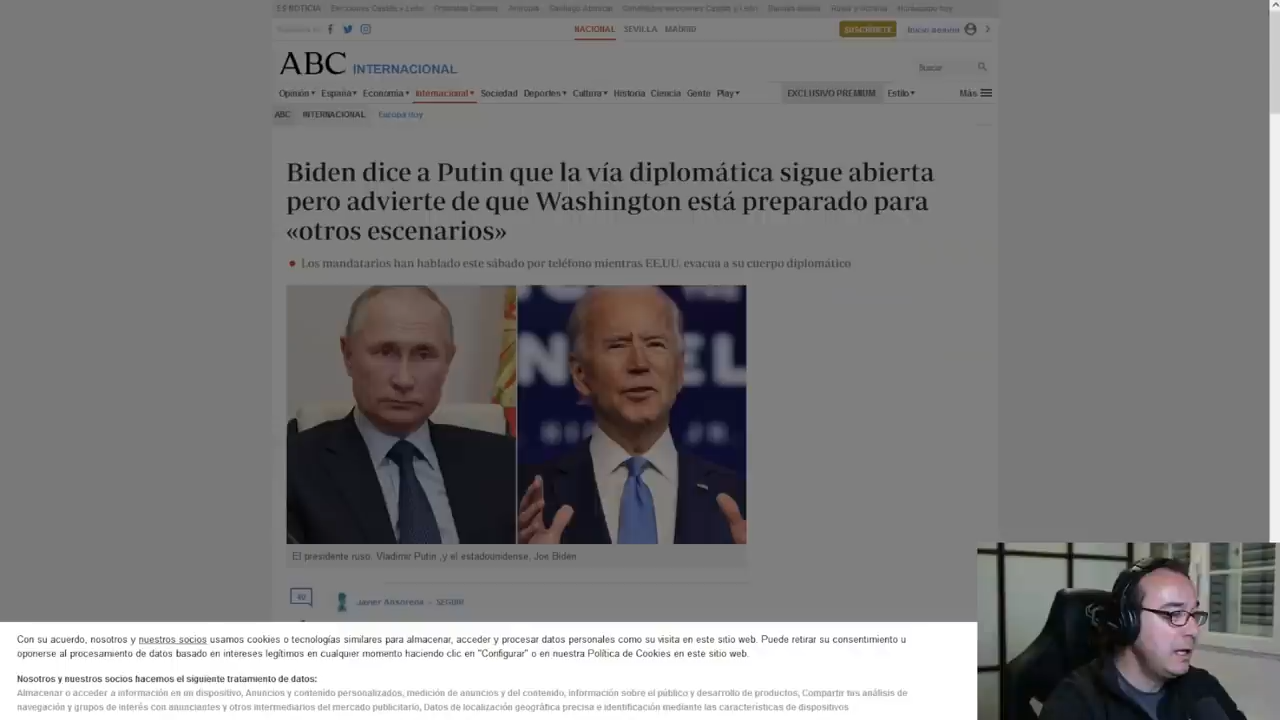 ES NOTICIA Elecciones Castilla y León
f
NACIONAL SEVILLA MADRID SUSCRÍBETE Iniciar sesión
ABC INTERNACIONAL
Buscar
Opinión España Economía Internacional Sociedad Deportes Cultura Historia Ciencia Gente Play EXCLUSIVO PREMIUM Estilo Más
ABC INTERNACIONAL Europa Hoy
Biden dice a Putin que la vía diplomática sigue abierta
pero advierte de que Washington está preparado para
«otros escenarios»
Los mandatarios han hablado este sábado por teléfono mientras EE.UU. evacua a su cuerpo diplomático
El presidente ruso, Vladimir Putin ,y el estadounidense, Joe Biden
40 Javier SEGUIR
Con su acuerdo, nosotros y nuestros socios usamos cookies o tecnologías similares para almacenar, acceder y procesar datos personales como su visita en este sitio web. Puede retirar su consentimiento u
oponerse al procesamiento de datos basado en intereses legítimos en cualquier momento haciendo clic en "Configurar" o en nuestra Política de Cookies en este sitio web.
Nosotros y nuestros socios hacemos el siguiente tratamiento de datos:
Almacenar o acceder a información en un dispositivo, Anuncios y contenido personalizados, medición de anuncios y del contenido, información sobre el público y desarrollo de productos, Compartir tus análisis de
navegación y grupos de interés con anunciantes y otros intermediarios del mercado publicitario, Datos de localización geográfica precisa e identificación mediante las características de dispositivos